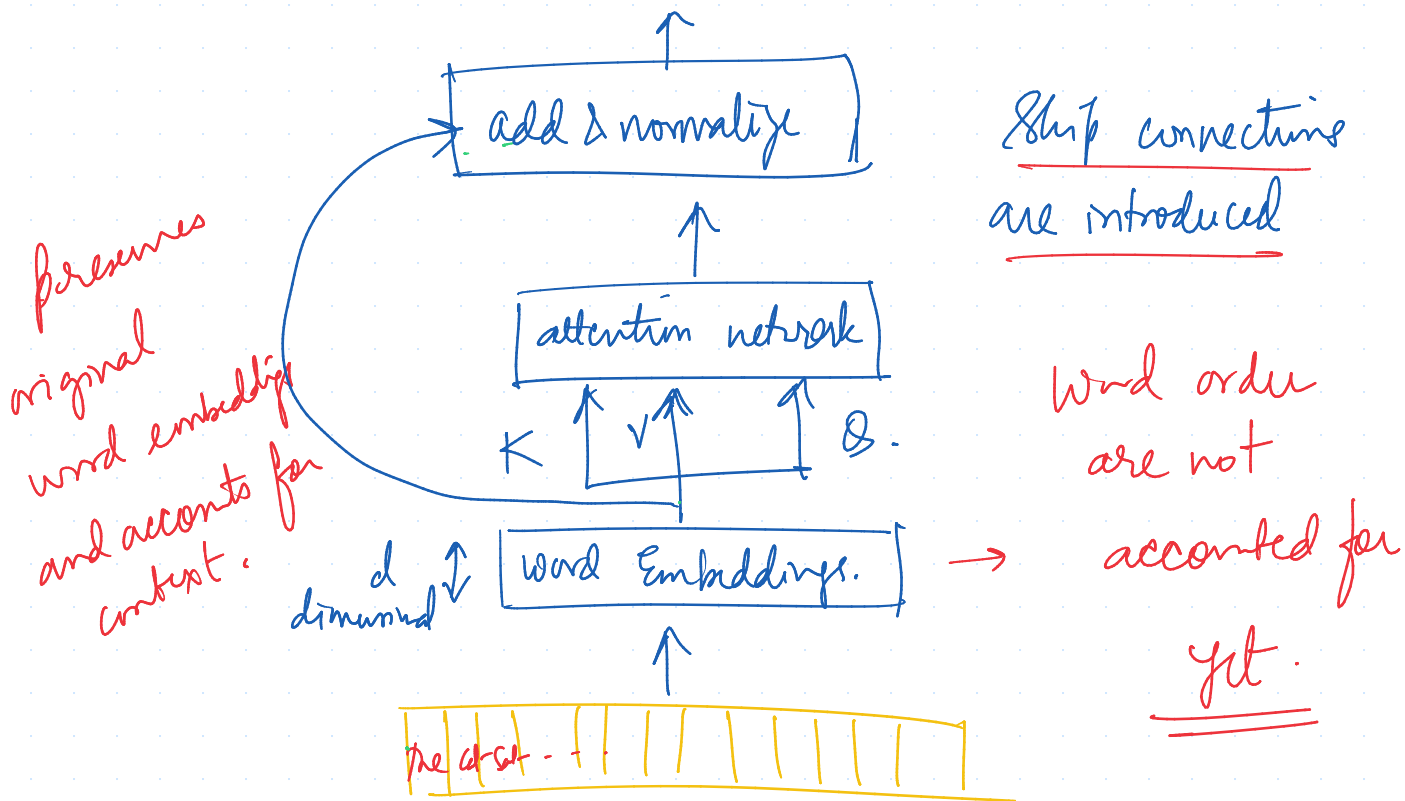 add & normalize
Skip connections
are introduced
preserves
original
word embeddings
and accounts for
context.
attention network
K
V
Q.
Word order
are not
accounted for
yet.
d
dimensional
word Embeddings.
The cat sat . . . .